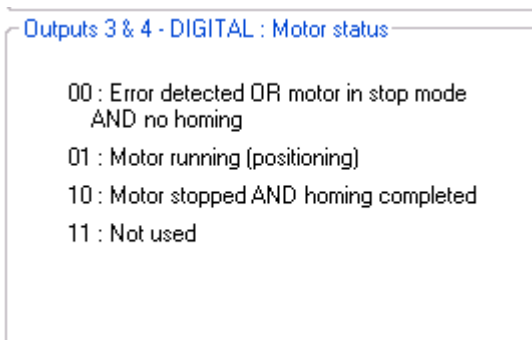 Outputs 3 & 4 - DIGITAL : Motor status
00 : Error detected OR motor in stop mode
AND no homing
01 : Motor running (positioning)
10 : Motor stopped AND homing completed
11 : Not used